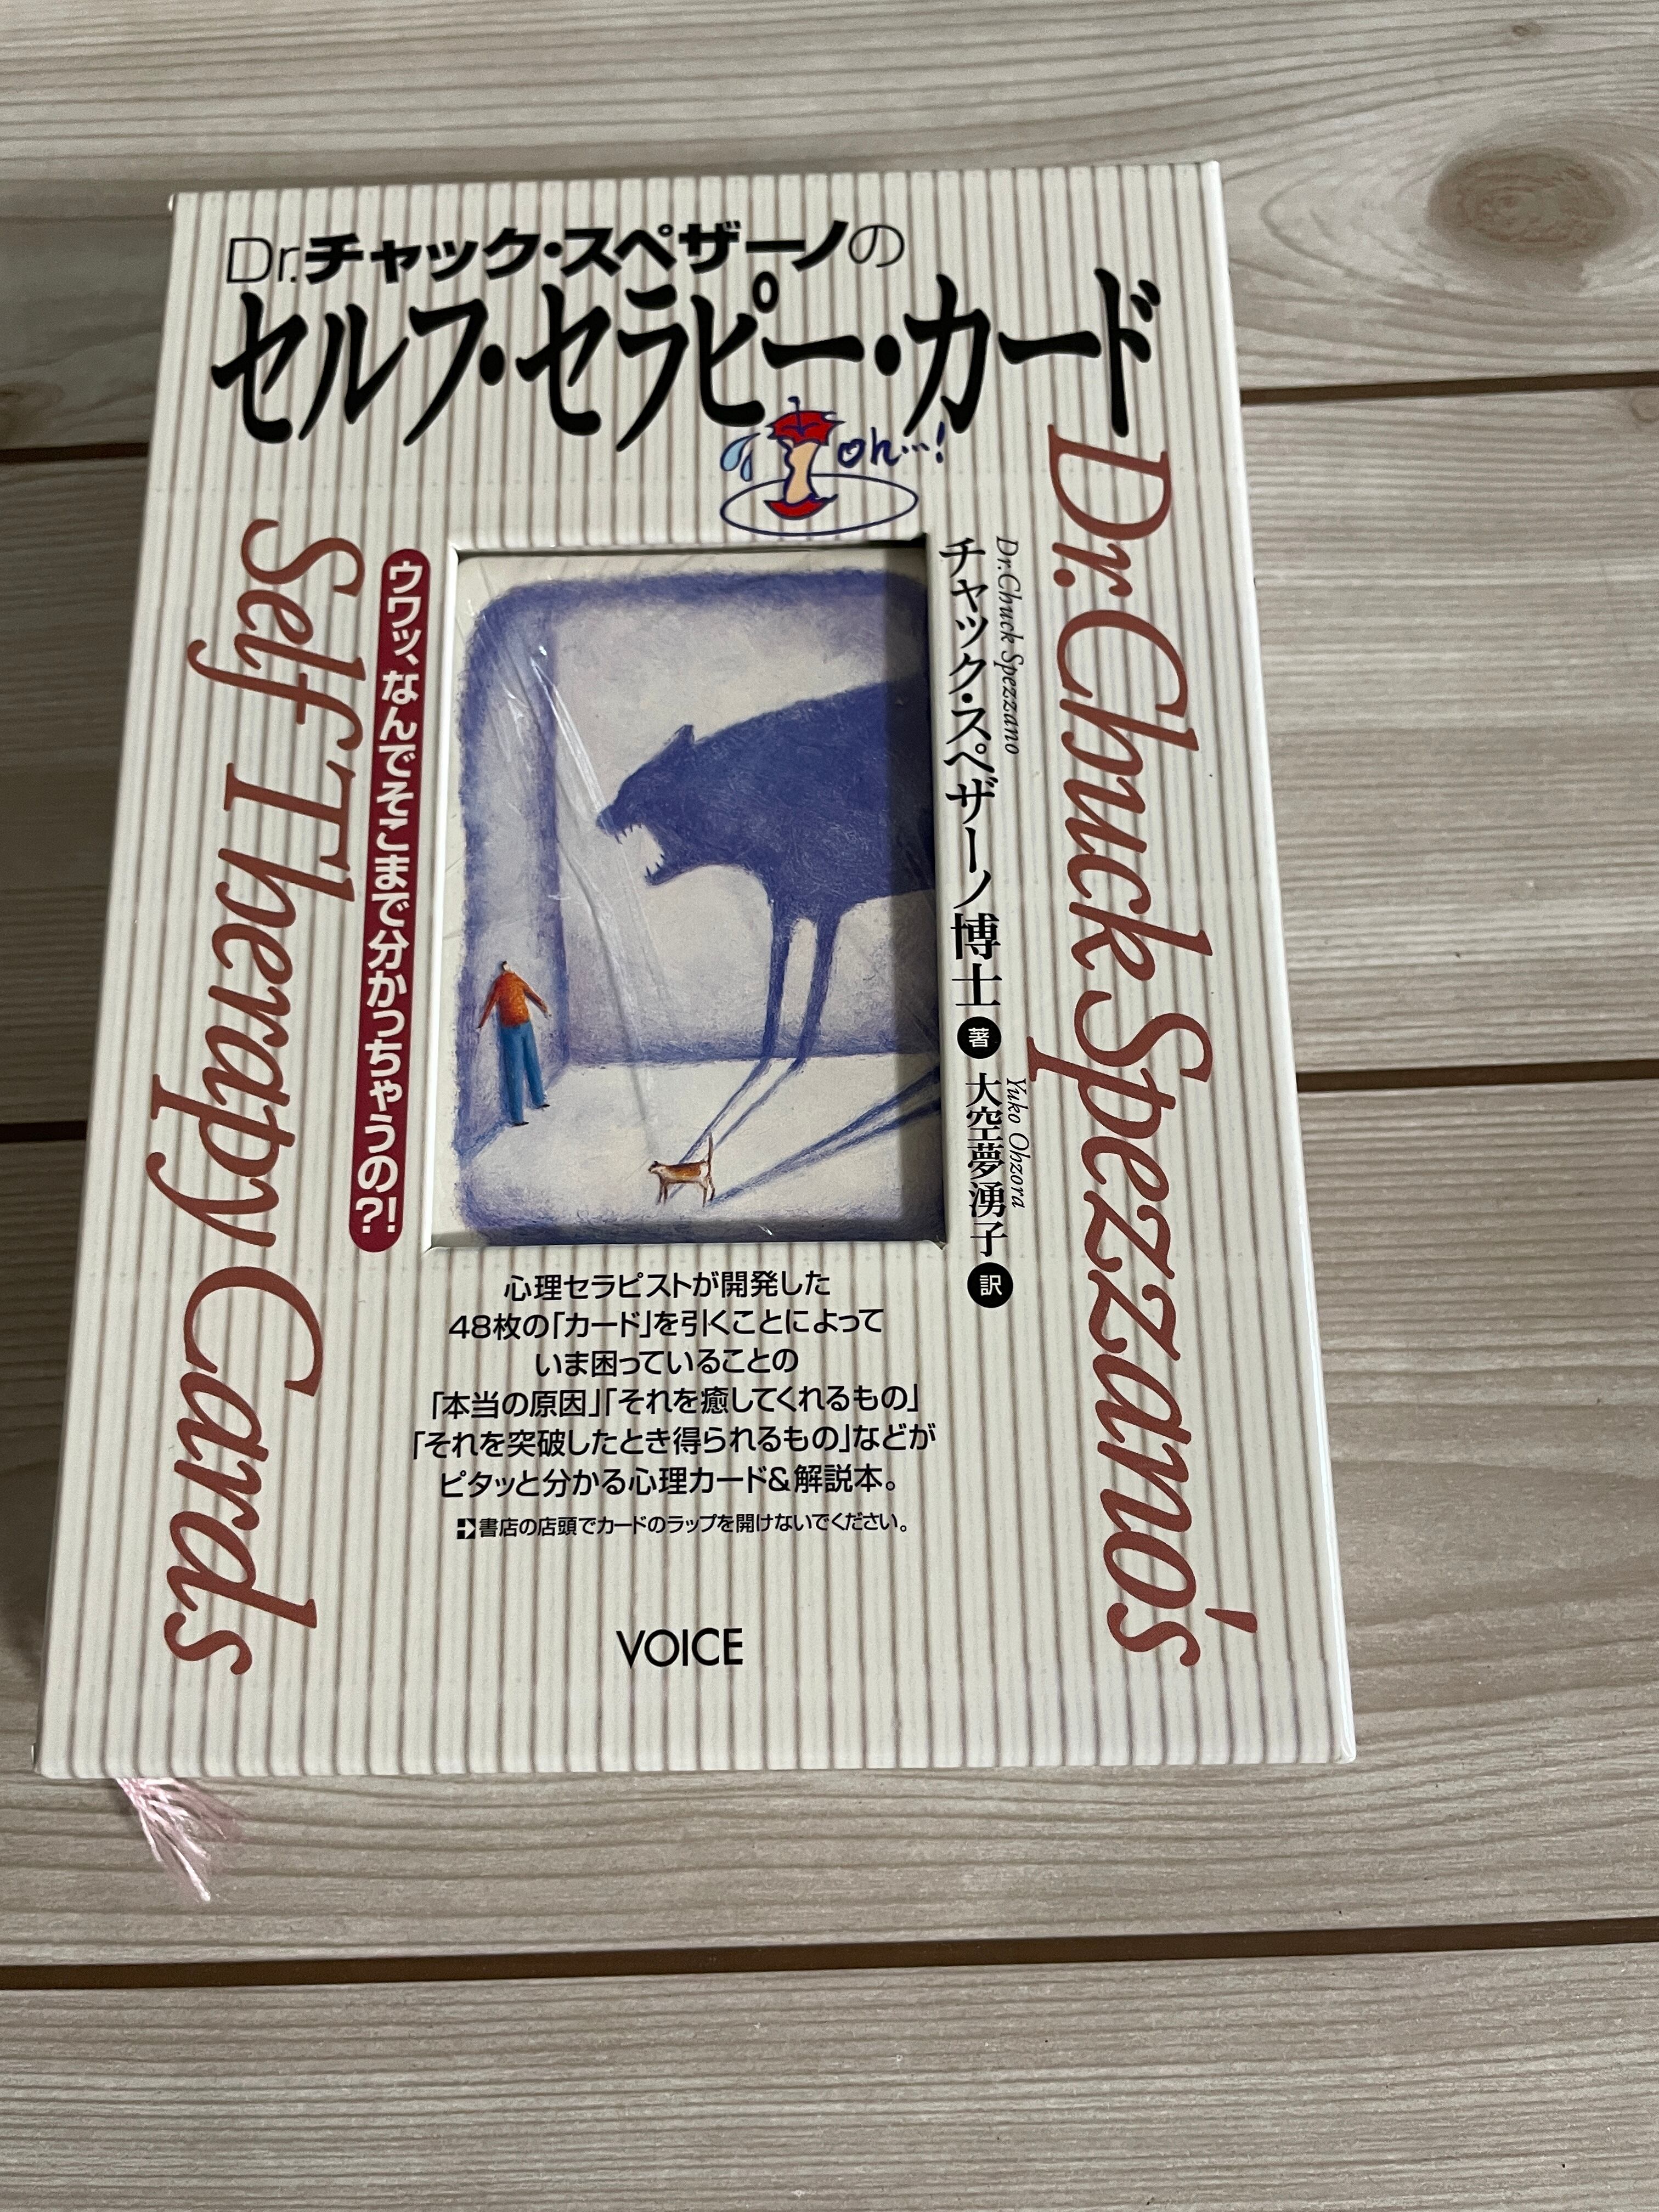 Dr.チャック・スペザーノの
セルフ・セラピー・カード
oh…!
Dr.Chuck Spezzano's
Self Therapy Cards
ウワッ、なんでそこまで分かっちゃうの?!
Dr.Chuck Spezzano
チャック・スペザーノ博士 著
Yuko Ohzora
大空夢湧子 訳
心理セラピストが開発した
48枚の「カード」を引くことによって
いま困っていることの
「本当の原因」「それを癒してくれるもの」
「それを突破したとき得られるもの」などが
ピタッと分かる心理カード&解説本。
書店の店頭でカードのラップを開けないでください。
VOICE